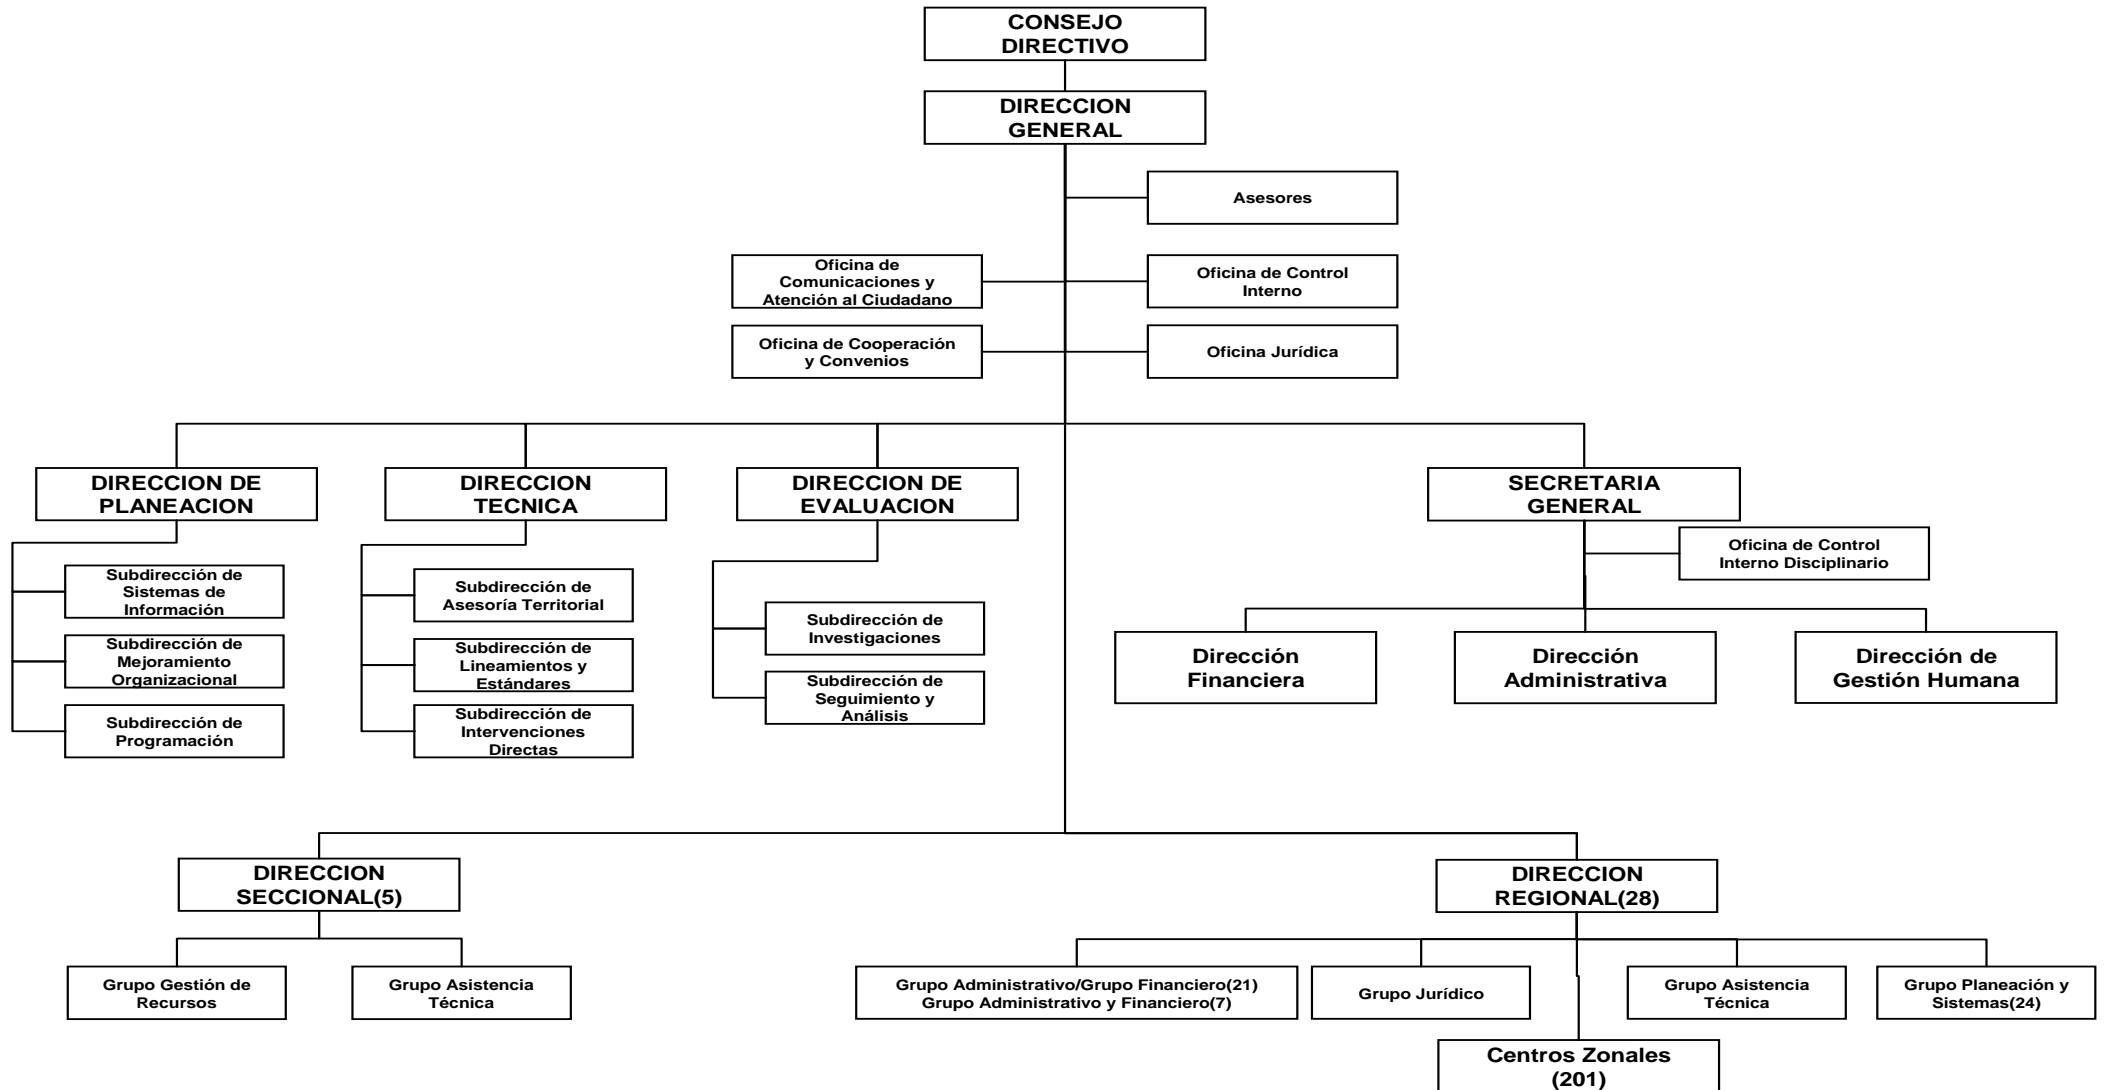 CONSEJO
DIRECTIVO
DIRECCION
GENERAL
Asesores
Oficina de
Comunicaciones y
Atención al Ciudadano
Oficina de Control
Interno
Oficina de Cooperación
y Convenios
Oficina Jurídica
DIRECCION DE
PLANEACION
DIRECCION
TECNICA
DIRECCION DE
EVALUACION
SECRETARIA
GENERAL
Oficina de Control
Interno Disciplinario
Subdirección de
Sistemas de
Información
Subdirección de
Mejoramiento
Organizacional
Subdirección de
Programación
Subdirección de
Asesoría Territorial
Subdirección de
Lineamientos y
Estándares
Subdirección de
Intervenciones
Directas
Subdirección de
Investigaciones
Subdirección de
Seguimiento y
Análisis
Dirección
Financiera
Dirección
Administrativa
Dirección de
Gestión Humana
DIRECCION
SECCIONAL(5)
DIRECCION
REGIONAL(28)
Grupo Gestión de
Recursos
Grupo Asistencia
Técnica
Grupo Administrativo/Grupo Financiero(21)
Grupo Administrativo y Financiero(7)
Grupo Jurídico
Grupo Asistencia
Técnica
Grupo Planeación y
Sistemas(24)
Centros Zonales
(201)